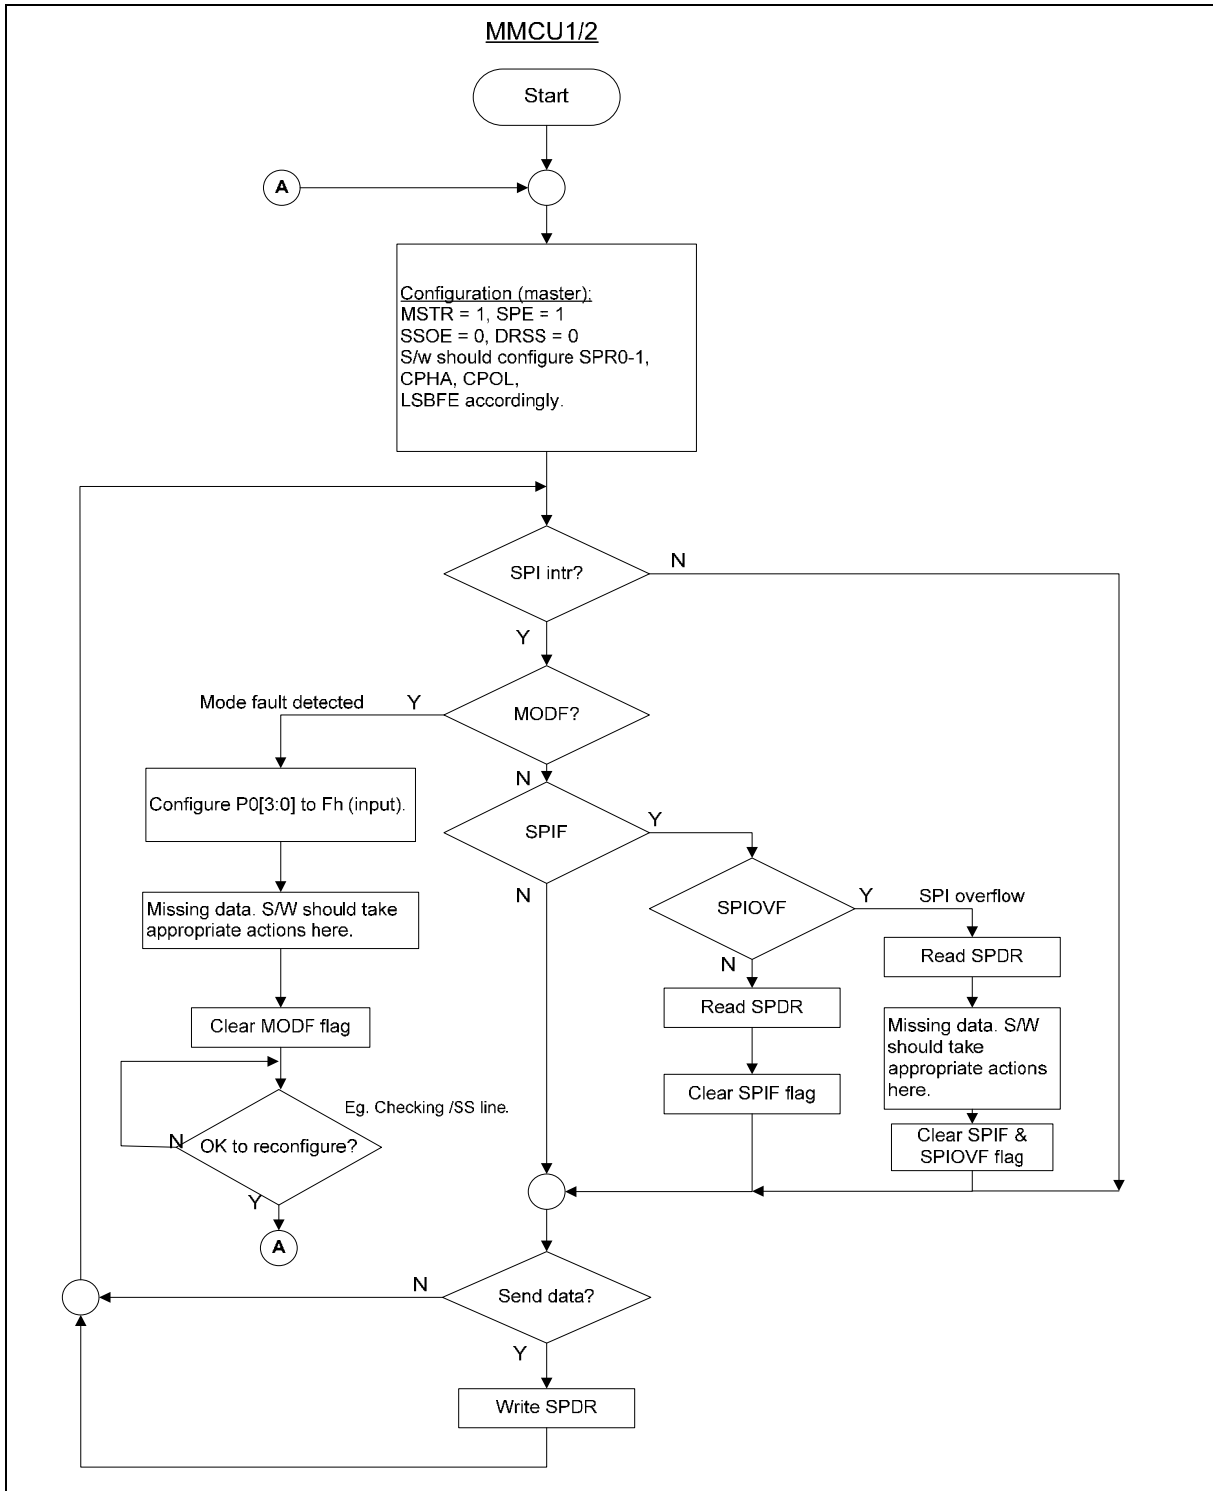 MMCU1/2
Start
A
Configuration (master):
MSTR = 1, SPE = 1
SSOE = 0, DRSS = 0
S/w should configure SPR0-1,
CPHA, CPOL,
LSBFE accordingly.
SPI intr?
N
Y
Mode fault detected
Y
MODF?
N
Configure P0[3:0] to Fh (input).
SPIF
Y
N
Missing data. S/W should take
appropriate actions here.
SPIOVF
Y
SPI overflow
N
Read SPDR
Read SPDR
Clear MODF flag
Missing data. S/W
should take
appropriate actions
here.
Clear SPIF flag
Eg. Checking /SS line.
OK to reconfigure?
N
Y
Clear SPIF &
SPIOVF flag
A
Send data?
N
Y
Write SPDR